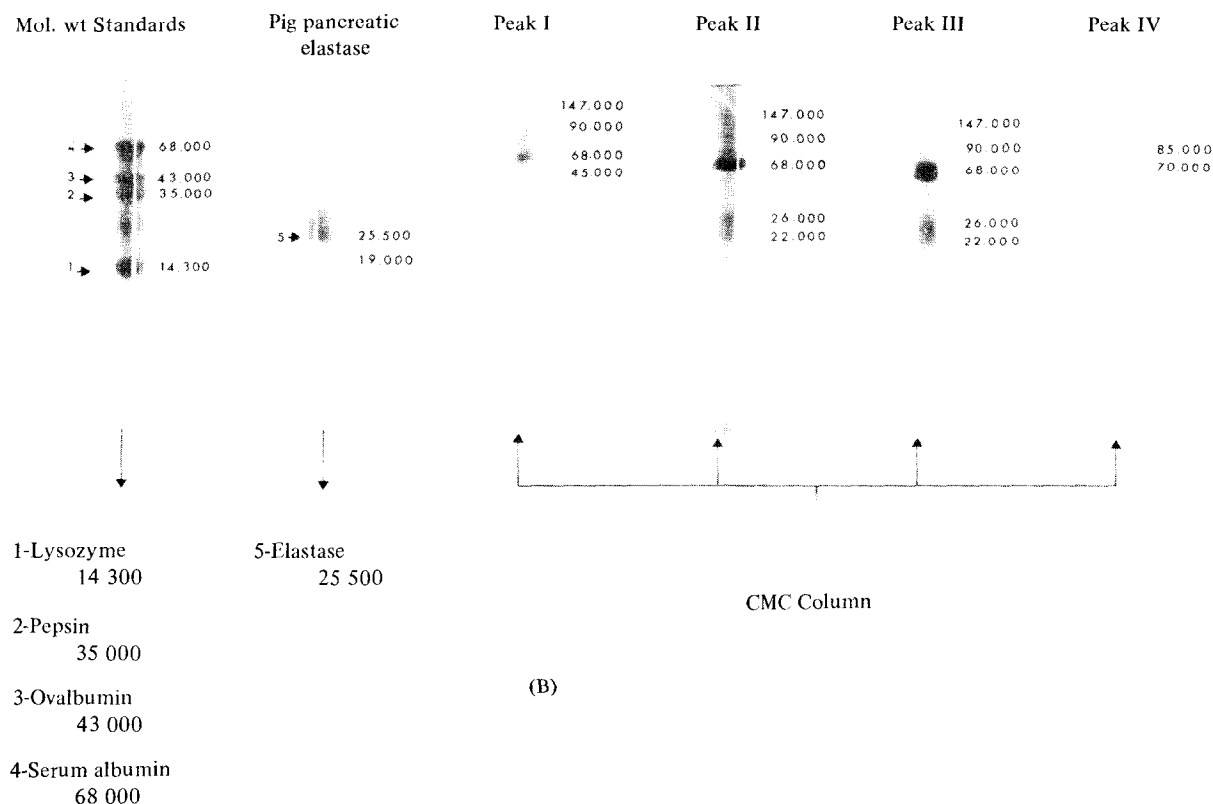 Mol. wt Standards
Pig pancreatic
elastase
Peak I
Peak II
Peak III
Peak IV
4 68.000
3 43.000
2 35.000
1 14.300
5 25.500
19.000
147.000
90.000
68.000
45.000
147.000
90.000
68.000
26.000
22.000
147.000
90.000
68.000
26.000
22.000
85.000
70.000
1-Lysozyme
14 300
2-Pepsin
35 000
3-Ovalbumin
43 000
4-Serum albumin
68 000
5-Elastase
25 500
CMC Column
(B)